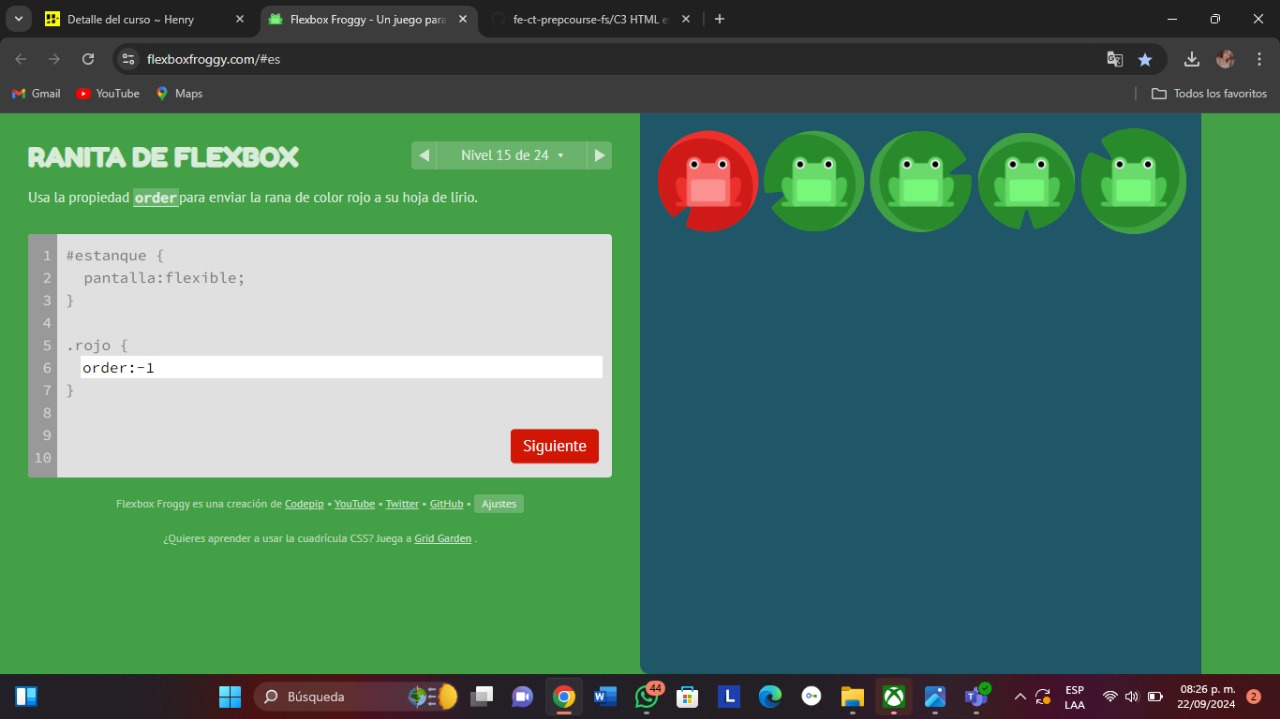 Detalle del curso ~ Henry
Flexbox Froggy - Un juego para
fe-ct-prepcourse-fs/C3 HTML e
flexboxfroggy.com/#es
Gmail
YouTube
Maps
Todos los favoritos
RANITA DE FLEXBOX
Nivel 15 de 24
Usa la propiedad order para enviar la rana de color rojo a su hoja de lirio.
1 #estanque {
2 pantalla:flexible;
3 }
4
5 .rojo {
6 order:-1
7 }
8
9
10
Siguiente
Flexbox Froggy es una creación de Codepip • YouTube • Twitter • GitHub • Ajustes
¿Quieres aprender a usar la cuadrícula CSS? Juega a Grid Garden .
Búsqueda
44
L
ESP
LAA
08:26 p. m.
22/09/2024
2